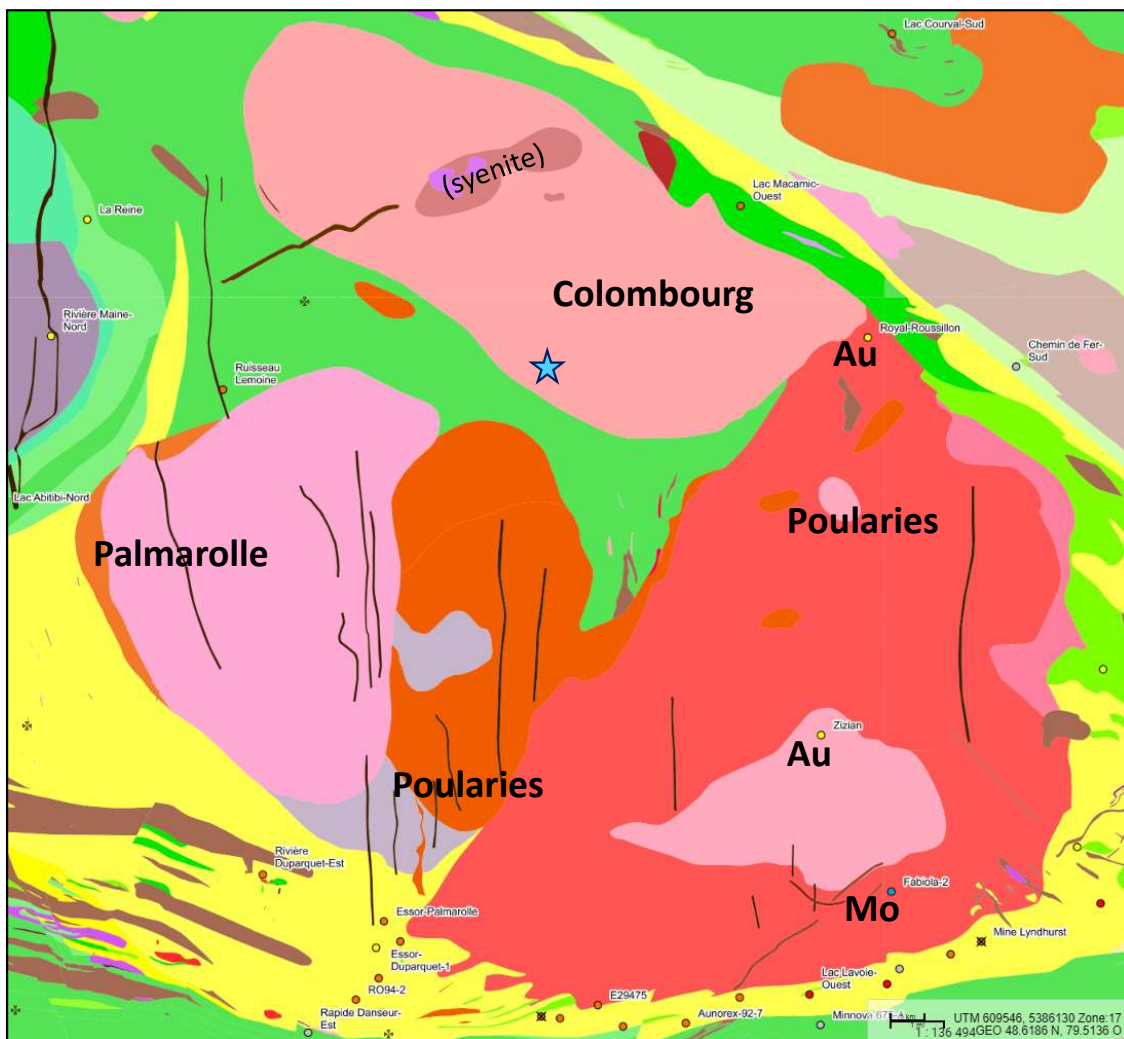 Lac Courval-Sud
(syenite)
Lac Macamic-
Ouest
La Reine
Colombourg
Rivière Maine-
Nord
Royal-Roussillon
Chemin de Fer-
Sud
Au
Ruisseau
Lemoine
Lac Abitibi-Nord
Poularies
Palmarolle
Zizian
Au
Poularies
Rivière
Duparquet-Est
Fabiola-2
Mo
Essor-Palmarolle
Mine Lyndhurst
Essor-
Duparquet-1
Lac Lavoie-
Ouest
RO94-2
E29475
Rapide Danseur-
Est
Aunorex-92-7
UTM 609546, 5386130 Zone:17
1 : 136 494 GEO 48.6186 N, 79.5136 O